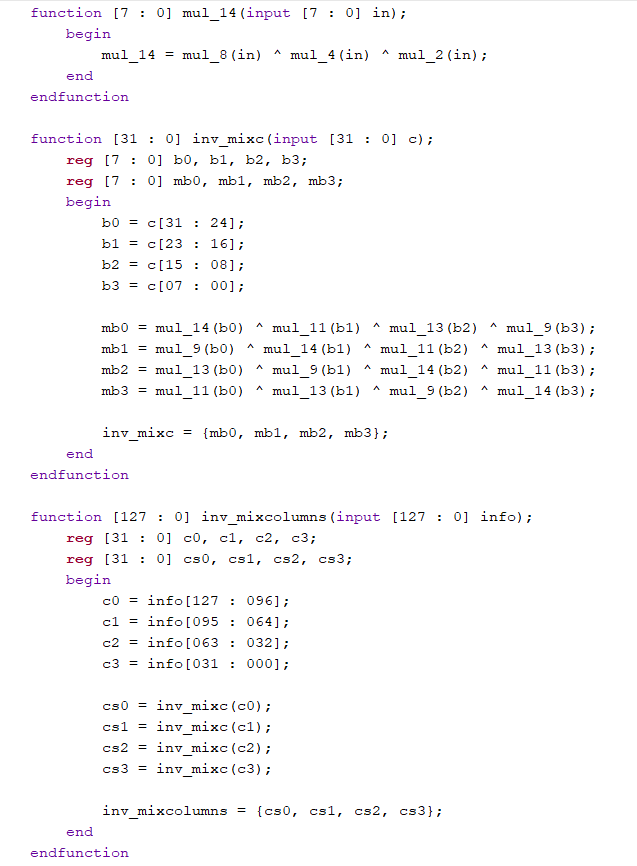 function [7 : 0] mul_14(input [7 : 0] in);
begin
mul_14 = mul_8(in) ^ mul_4(in) ^ mul_2(in);
end
endfunction
function [31 : 0] inv_mixc(input [31 : 0] c);
reg [7 : 0] b0, b1, b2, b3;
reg [7 : 0] mb0, mb1, mb2, mb3;
begin
b0 = c[31 : 24];
b1 = c[23 : 16];
b2 = c[15 : 08];
b3 = c[07 : 00];
mb0 = mul_14(b0) ^ mul_11(b1) ^ mul_13(b2) ^ mul_9(b3);
mb1 = mul_9(b0) ^ mul_14(b1) ^ mul_11(b2) ^ mul_13(b3);
mb2 = mul_13(b0) ^ mul_9(b1) ^ mul_14(b2) ^ mul_11(b3);
mb3 = mul_11(b0) ^ mul_13(b1) ^ mul_9(b2) ^ mul_14(b3);
inv_mixc = {mb0, mb1, mb2, mb3};
end
endfunction
function [127 : 0] inv_mixcolumns(input [127 : 0] info);
reg [31 : 0] c0, c1, c2, c3;
reg [31 : 0] cs0, cs1, cs2, cs3;
begin
c0 = info[127 : 096];
c1 = info[095 : 064];
c2 = info[063 : 032];
c3 = info[031 : 000];
cs0 = inv_mixc(c0);
cs1 = inv_mixc(c1);
cs2 = inv_mixc(c2);
cs3 = inv_mixc(c3);
inv_mixcolumns = {cs0, cs1, cs2, cs3};
end
endfunction